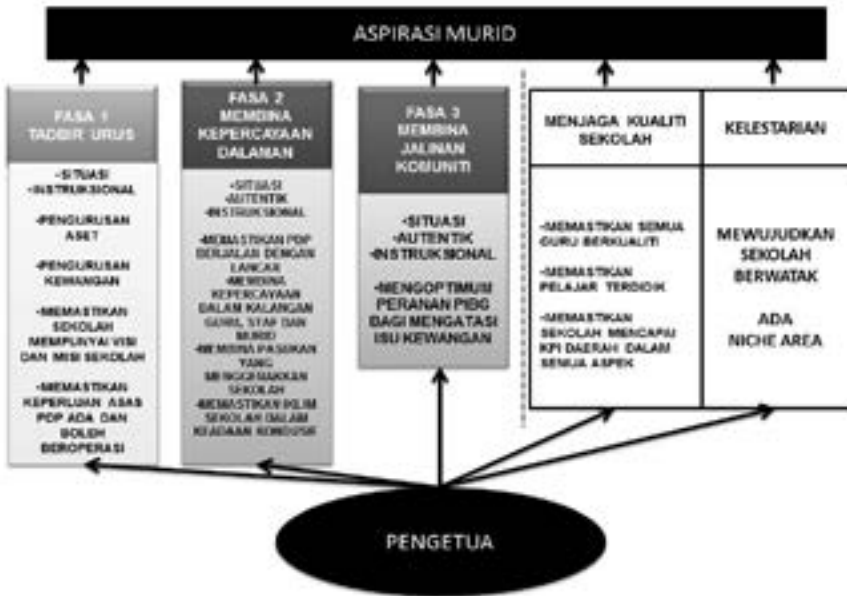 ASPIRASI MURID
FASA 1
TADBIR URUS
•SITUASI
•INSTRUKSIONAL
•PENGURUSAN
ASET
•PENGURUSAN
KEWANGAN
•MEMASTIKAN
SEKOLAH
MEMPUNYAI VISI
DAN MISI SEKOLAH
•MEMASTIKAN
KEPERLUAN ASAS
PDP ADA DAN
BOLEH
BEROPERASI
FASA 2
MEMBINA
KEPERCAYAAN
DALAMAN
•SITUASI
•AUTENTIK
•INSTRUKSIONAL
•MEMASTIKAN PDP
BERJALAN DENGAN
LANCAR
•MEMBINA
KEPERCAYAAN
DALAM KALANGAN
GURU, STAF DAN
MURID
•MEMBINA PASUKAN
YANG
MENGGERAKKAN
SEKOLAH
•MEMASTIKAN IKLIM
SEKOLAH DALAM
KEADAAN KONDUSIF
FASA 3
MEMBINA
JALINAN
KOMUNITI
•SITUASI
•AUTENTIK
•INSTRUKSIONAL
•MENGOPTIMUM
PERANAN PIBG
BAGI MENGATASI
ISU KEWANGAN
MENJAGA KUALITI
SEKOLAH
•MEMASTIKAN SEMUA
GURU BERKUALITI
•MEMASTIKAN
PELAJAR TERDIDIK
•MEMASTIKAN
SEKOLAH MENCAPAI
KPI DAERAH DALAM
SEMUA ASPEK
KELESTARIAN
MEWUJUDKAN
SEKOLAH
BERWATAK
ADA
NICHE AREA
PENGETUA